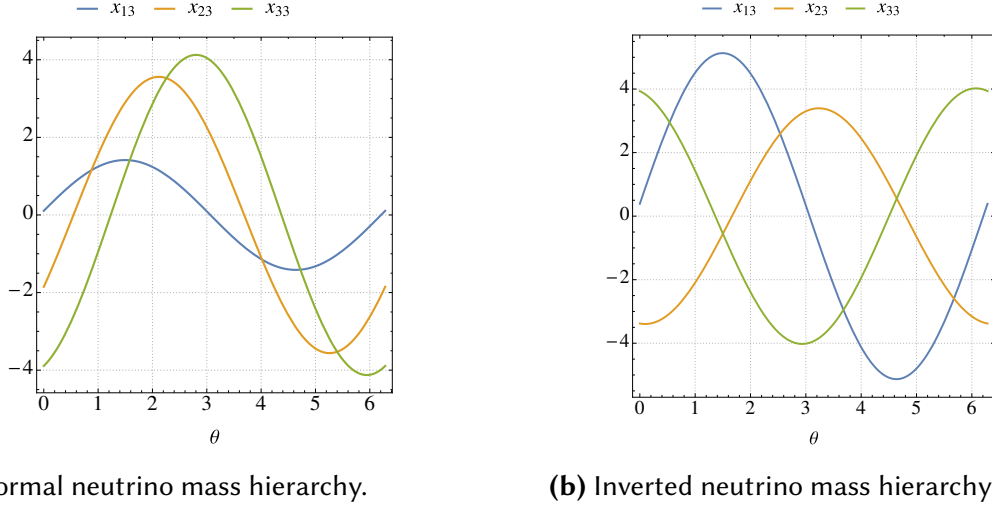 x13 x23 x33
4
2
0
−2
−4
0 1 2 3 4 5 6
θ
neutrino mass hierarchy.
x13 x23 x33
4
2
0
−2
−4
0 1 2 3 4 5 6
θ
(b) Inverted neutrino mass hierarchy